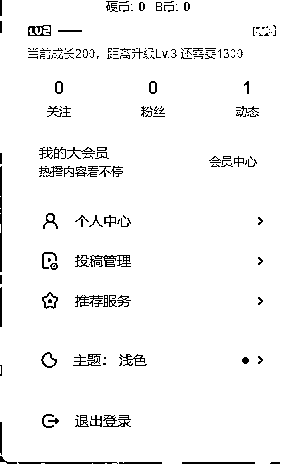 硬币: 0 B币: 0
LV2 LV3
当前成长200，距离升级Lv.3 还需要1300
0 0 1
关注 粉丝 动态
我的大会员
热播内容看不停
会员中心
个人中心
投稿管理
推荐服务
主题： 浅色
退出登录